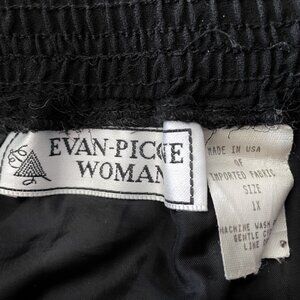 EVAN-PICONE
WOMAN
MADE IN USA
OF
IMPORTED FABRIC
SIZE
1X
MACHINE WASH
GENTLE
LINE